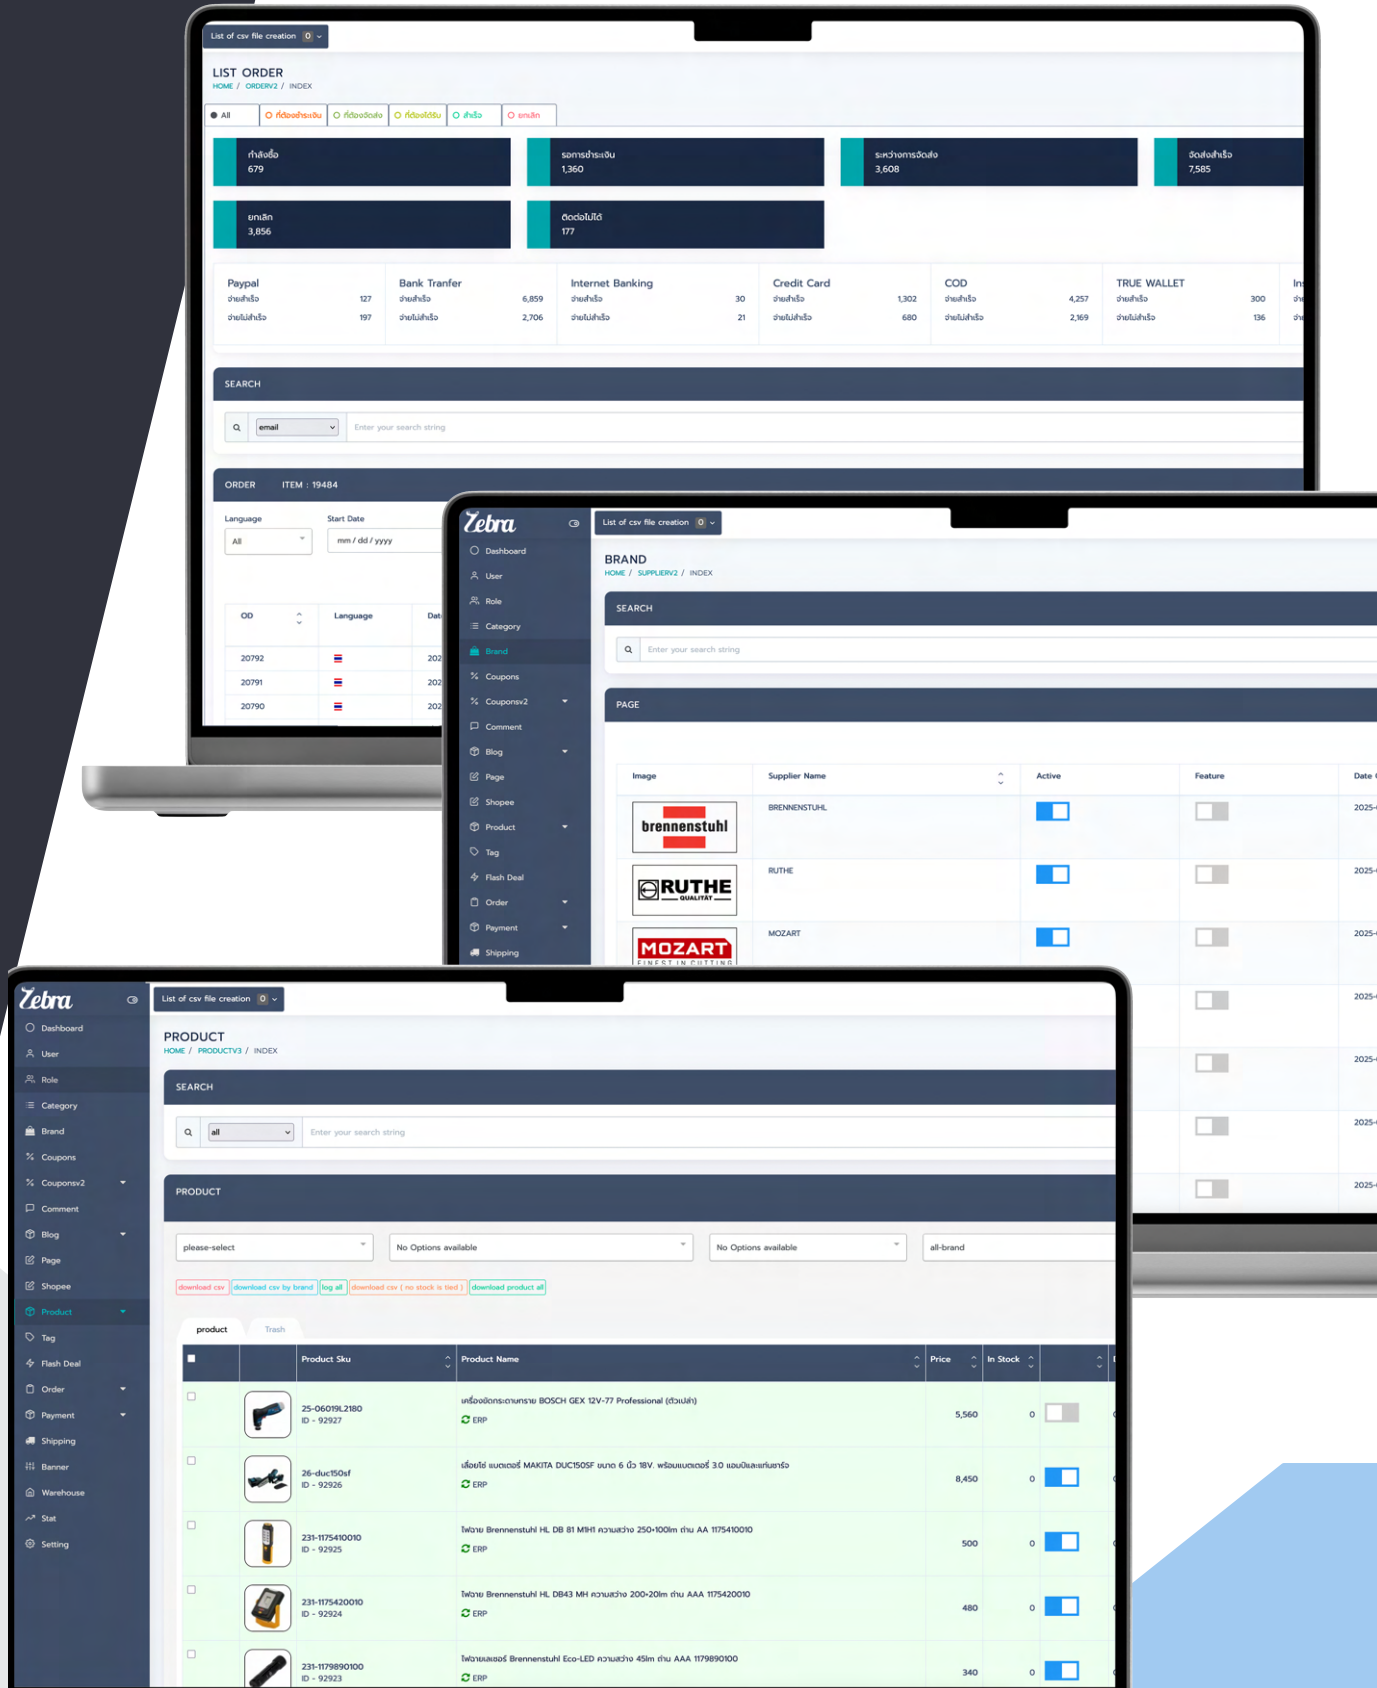 List of csv file creation 0
LIST ORDER
HOME / ORDERV2 / INDEX
All ที่ต้องชำระเงิน ที่ต้องจัดส่ง ที่ต้องได้รับ สำเร็จ ยกเลิก
กำลังซื้อ รอการชำระเงิน ระหว่างการจัดส่ง จัดส่งสำเร็จ
679 1,360 3,608 7,585
ยกเลิก ติดต่อไม่ได้
3,856 177
Paypal Bank Tranfer Internet Banking Credit Card COD TRUE WALLET
จ่ายสำเร็จ 127 จ่ายสำเร็จ 6,859 จ่ายสำเร็จ 30 จ่ายสำเร็จ 1,302 จ่ายสำเร็จ 4,257 จ่ายสำเร็จ 300
จ่ายไม่สำเร็จ 197 จ่ายไม่สำเร็จ 2,706 จ่ายไม่สำเร็จ 21 จ่ายไม่สำเร็จ 680 จ่ายไม่สำเร็จ 2,169 จ่ายไม่สำเร็จ 136
SEARCH
email Enter your search string
ORDER ITEM : 19484
Language Start Date
All mm / dd / yyyy
OD Language
20792
20791
20790
Zebra
Dashboard
User
Role
Category
Brand
Coupons
Couponsv2
Comment
Blog
Page
Shopee
Product
Tag
Flash Deal
Order
Payment
Shipping
List of csv file creation 0
BRAND
HOME / SUPPLIERV2 / INDEX
SEARCH
Enter your search string
PAGE
Image Supplier Name Active Feature Date
brennenstuhl BRENNENSTUHL 2025-
RUTHE QUALITÄT RUTHE 2025-
MOZART FINEST IN CUTTING MOZART 2025-
2025-
2025-
2025-
2025-
Zebra
Dashboard
User
Role
Category
Brand
Coupons
Couponsv2
Comment
Blog
Page
Shopee
Product
Tag
Flash Deal
Order
Payment
Shipping
Banner
Warehouse
Stat
Setting
List of csv file creation 0
PRODUCT
HOME / PRODUCTV3 / INDEX
SEARCH
all Enter your search string
PRODUCT
please-select No Options available No Options available all-brand
download csv download csv by brand log all download csv ( no stock is tied ) download product all
product Trash
Product Sku Product Name Price In Stock
25-06019L2180 เครื่องขัดกระดาษทราย BOSCH GEX 12V-77 Professional (ตัวเปล่า) 5,560 0
ID - 92927 ERP
26-duc150sf เลื่อยโซ่ แบตเตอรี่ MAKITA DUC150SF ขนาด 6 นิ้ว 18V. พร้อมแบตเตอรี่ 3.0 แอมป์และแท่นชาร์จ 8,450 0
ID - 92926 ERP
231-1175410010 ไฟฉาย Brennenstuhl HL DB 81 M1H1 ความสว่าง 250+100lm ถ่าน AA 1175410010 500 0
ID - 92925 ERP
231-1175420010 ไฟฉาย Brennenstuhl HL DB43 MH ความสว่าง 200+20lm ถ่าน AAA 1175420010 480 0
ID - 92924 ERP
231-1179890100 ไฟฉายเลเซอร์ Brennenstuhl Eco-LED ความสว่าง 45lm ถ่าน AAA 1179890100 340 0
ID - 92923 ERP